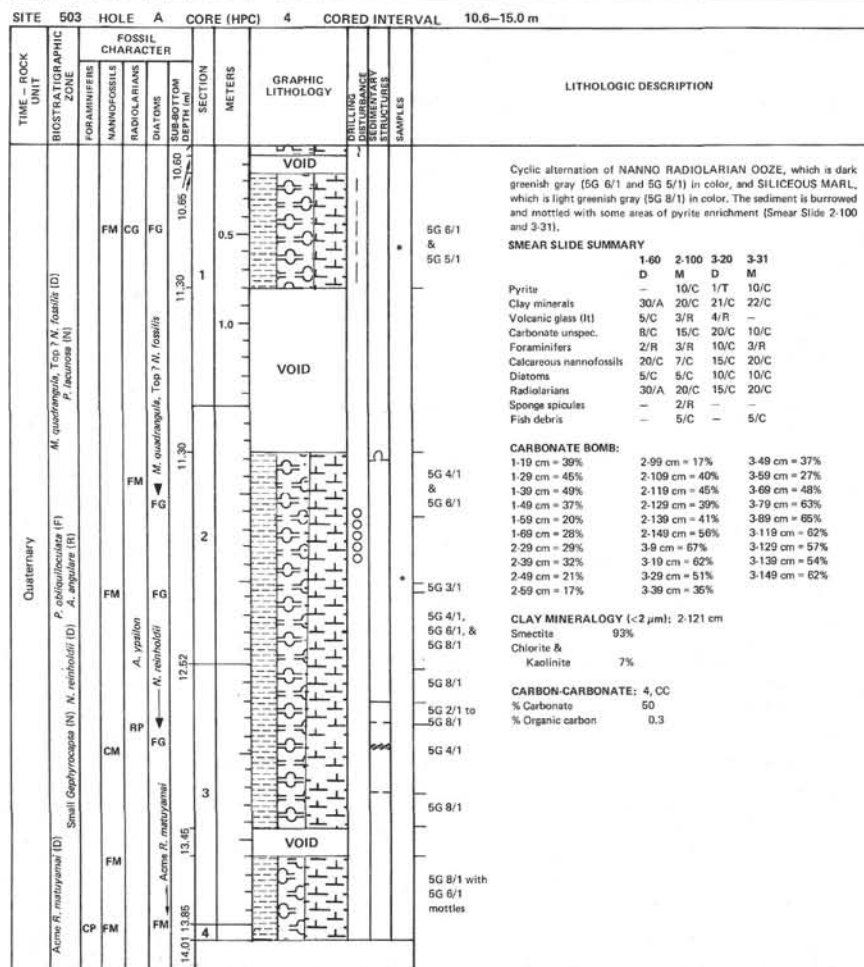 SITE 503 HOLE A CORE (HPC) 4 CORED INTERVAL 10.6–15.0 m
TIME – ROCK UNIT
BIOSTRATIGRAPHIC ZONE
FOSSIL CHARACTER
FORAMINIFERS
NANNOFOSSILS
RADIOLARIANS
DIATOMS
SUB-BOTTOM DEPTH (m)
SECTION
METERS
GRAPHIC LITHOLOGY
DRILLING DISTURBANCE
SEDIMENTARY STRUCTURES
SAMPLES
LITHOLOGIC DESCRIPTION
Quaternary
M. quadrangula, Top ? N. fossilis (D)
P. lacunosa (N)
P. obliquiloculata (F)
A. angulare (R)
N. reinholdii (D)
Small Gephyrocapsa (N)
Acme R. matuyamai (D)
FM CG FG
FM
FG
FM FG
RP
FG
CM
FM
CP FM FM
A. ypsilon
M. quadrangula, Top ? N. fossilis
N. reinholdii
Acme R. matuyamai
10.60
10.65
11.30
11.30
12.52
13.45
13.85
14.01
1
2
3
4
0.5
1.0
VOID
VOID
VOID
5G 6/1
&
5G 5/1
5G 4/1
&
5G 6/1
5G 3/1
5G 4/1,
5G 6/1, &
5G 8/1
5G 8/1
5G 2/1 to
5G 8/1
5G 4/1
5G 8/1
5G 8/1 with
5G 6/1
mottles
Cyclic alternation of NANNO RADIOLARIAN OOZE, which is dark
greenish gray (5G 6/1 and 5G 5/1) in color, and SILICEOUS MARL,
which is light greenish gray (5G 8/1) in color. The sediment is burrowed
and mottled with some areas of pyrite enrichment (Smear Slide 2-100
and 3-31).
SMEAR SLIDE SUMMARY
1-60 2-100 3-20 3-31
D M D M
Pyrite – 10/C 1/T 10/C
Clay minerals 30/A 20/C 21/C 22/C
Volcanic glass (lt) 5/C 3/R 4/R –
Carbonate unspec. 8/C 15/C 20/C 10/C
Foraminifers 2/R 3/R 10/C 3/R
Calcareous nannofossils 20/C 7/C 15/C 20/C
Diatoms 5/C 5/C 10/C 10/C
Radiolarians 30/A 20/C 15/C 20/C
Sponge spicules – 2/R – –
Fish debris – 5/C – 5/C
CARBONATE BOMB:
1-19 cm = 39% 2-99 cm = 17% 3-49 cm = 37%
1-29 cm = 45% 2-109 cm = 40% 3-59 cm = 27%
1-39 cm = 49% 2-119 cm = 45% 3-69 cm = 48%
1-49 cm = 37% 2-129 cm = 39% 3-79 cm = 63%
1-59 cm = 20% 2-139 cm = 41% 3-89 cm = 65%
1-69 cm = 28% 2-149 cm = 56% 3-119 cm = 62%
2-29 cm = 29% 3-9 cm = 67% 3-129 cm = 57%
2-39 cm = 32% 3-19 cm = 62% 3-139 cm = 54%
2-49 cm = 21% 3-29 cm = 51% 3-149 cm = 62%
2-59 cm = 17% 3-39 cm = 35%
CLAY MINERALOGY (<2 μm): 2-121 cm
Smectite 93%
Chlorite &
Kaolinite 7%
CARBON-CARBONATE: 4, CC
% Carbonate 50
% Organic carbon 0.3